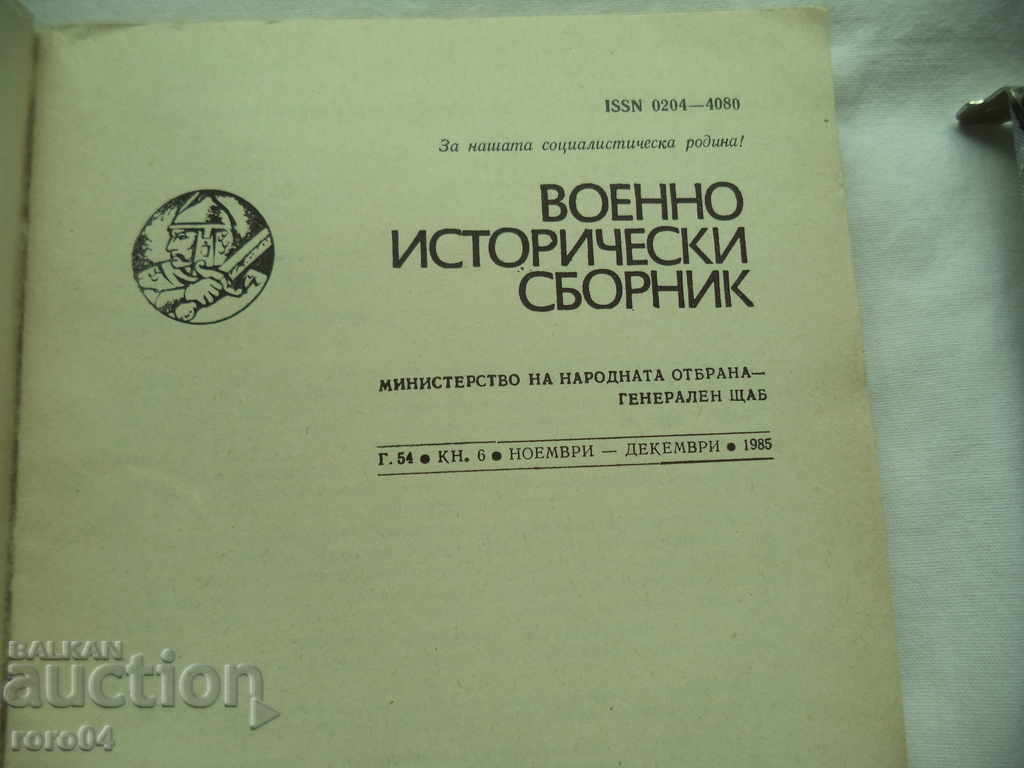 ISSN 0204—4080
За нашата социалистическа родина!
ВОЕННО
ИСТОРИЧЕСКИ
СБОРНИК
МИНИСТЕРСТВО НА НАРОДНАТА ОТБРАНА—
ГЕНЕРАЛЕН ЩАБ
Г. 54 ● КН. 6 ● НОЕМВРИ — ДЕКЕМВРИ ● 1985
BALKAN
auction
roro04